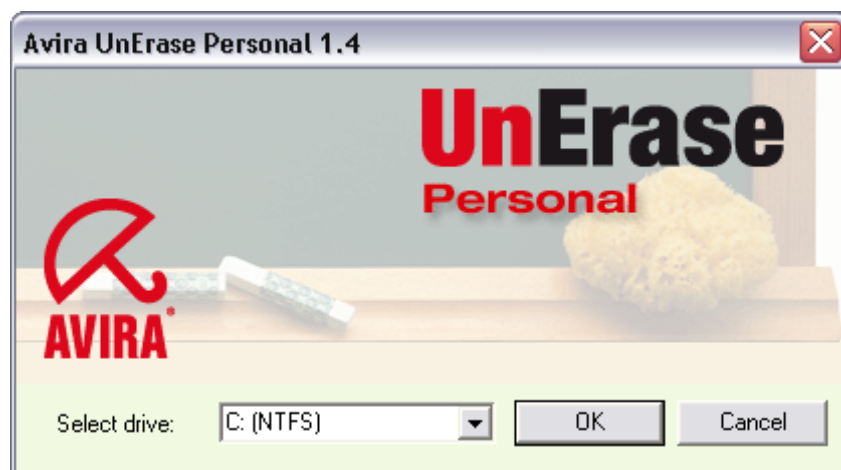 Avira UnErase Personal 1.4
UnErase
Personal
AVIRA®
Select drive:
C: (NTFS)
OK
Cancel